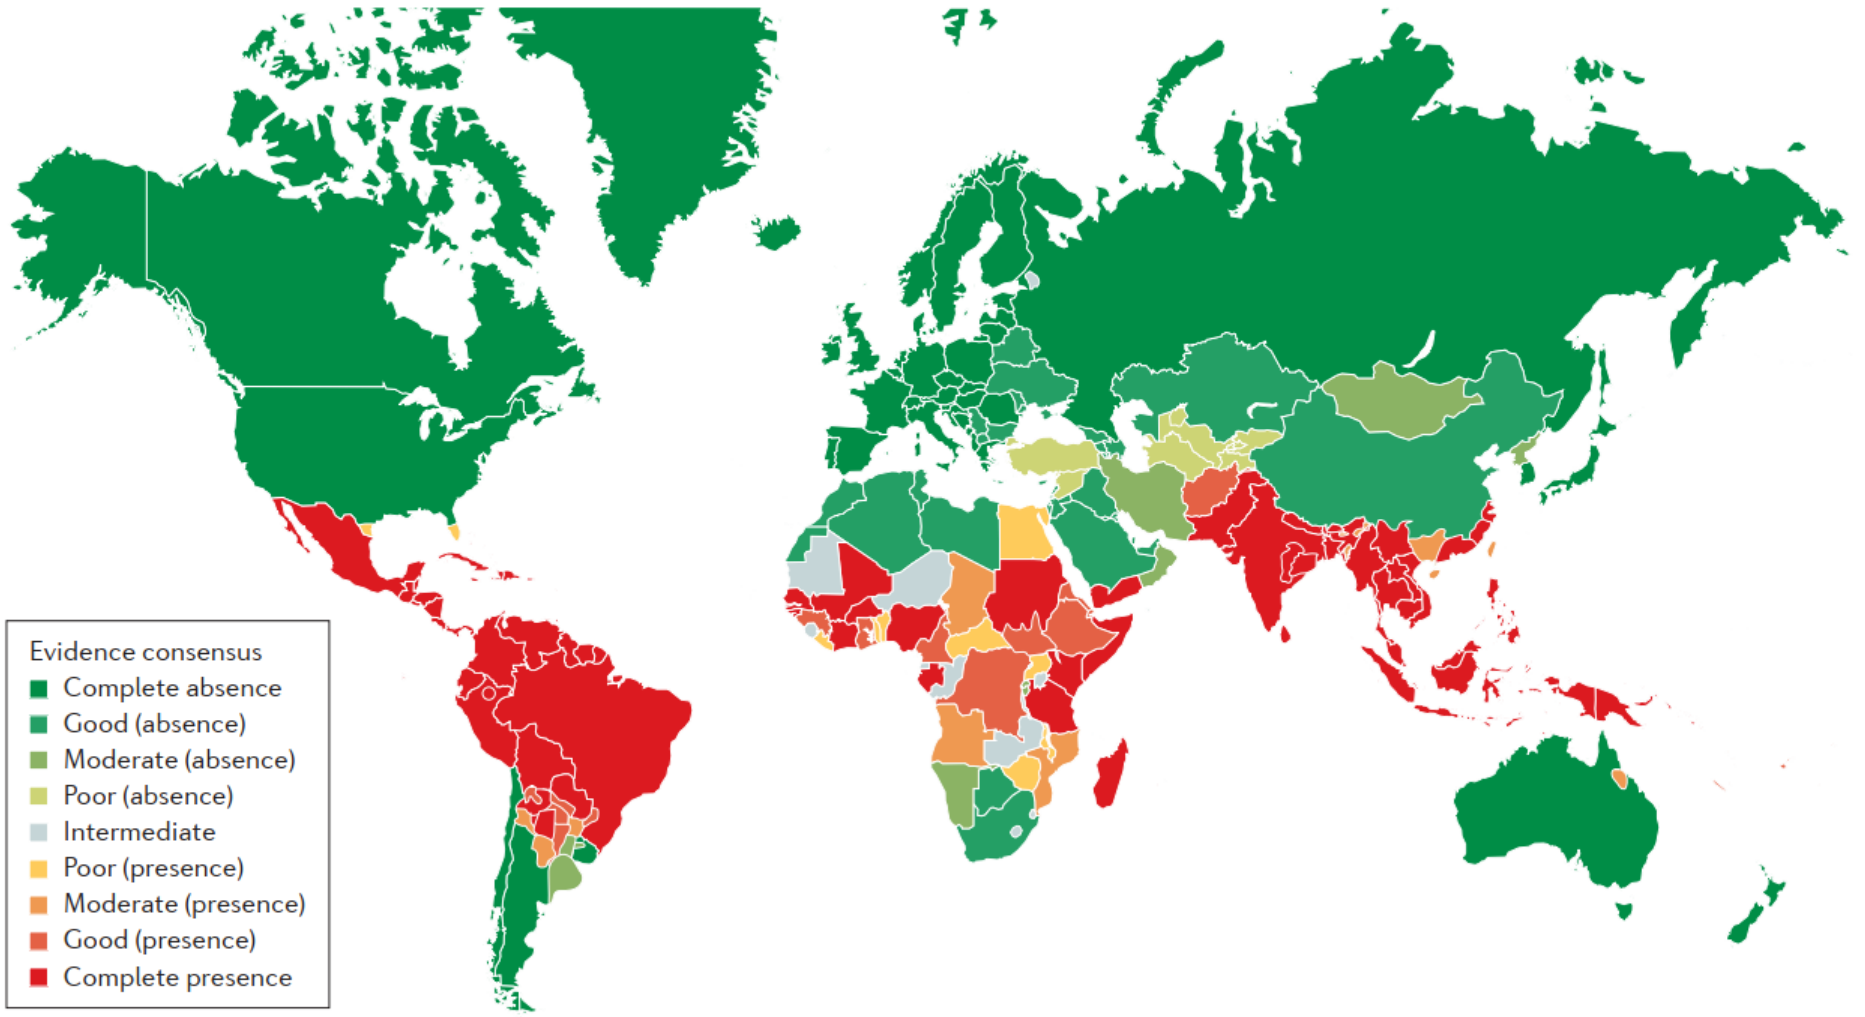 Evidence consensus
Complete absence
Good (absence)
Moderate (absence)
Poor (absence)
Intermediate
Poor (presence)
Moderate (presence)
Good (presence)
Complete presence